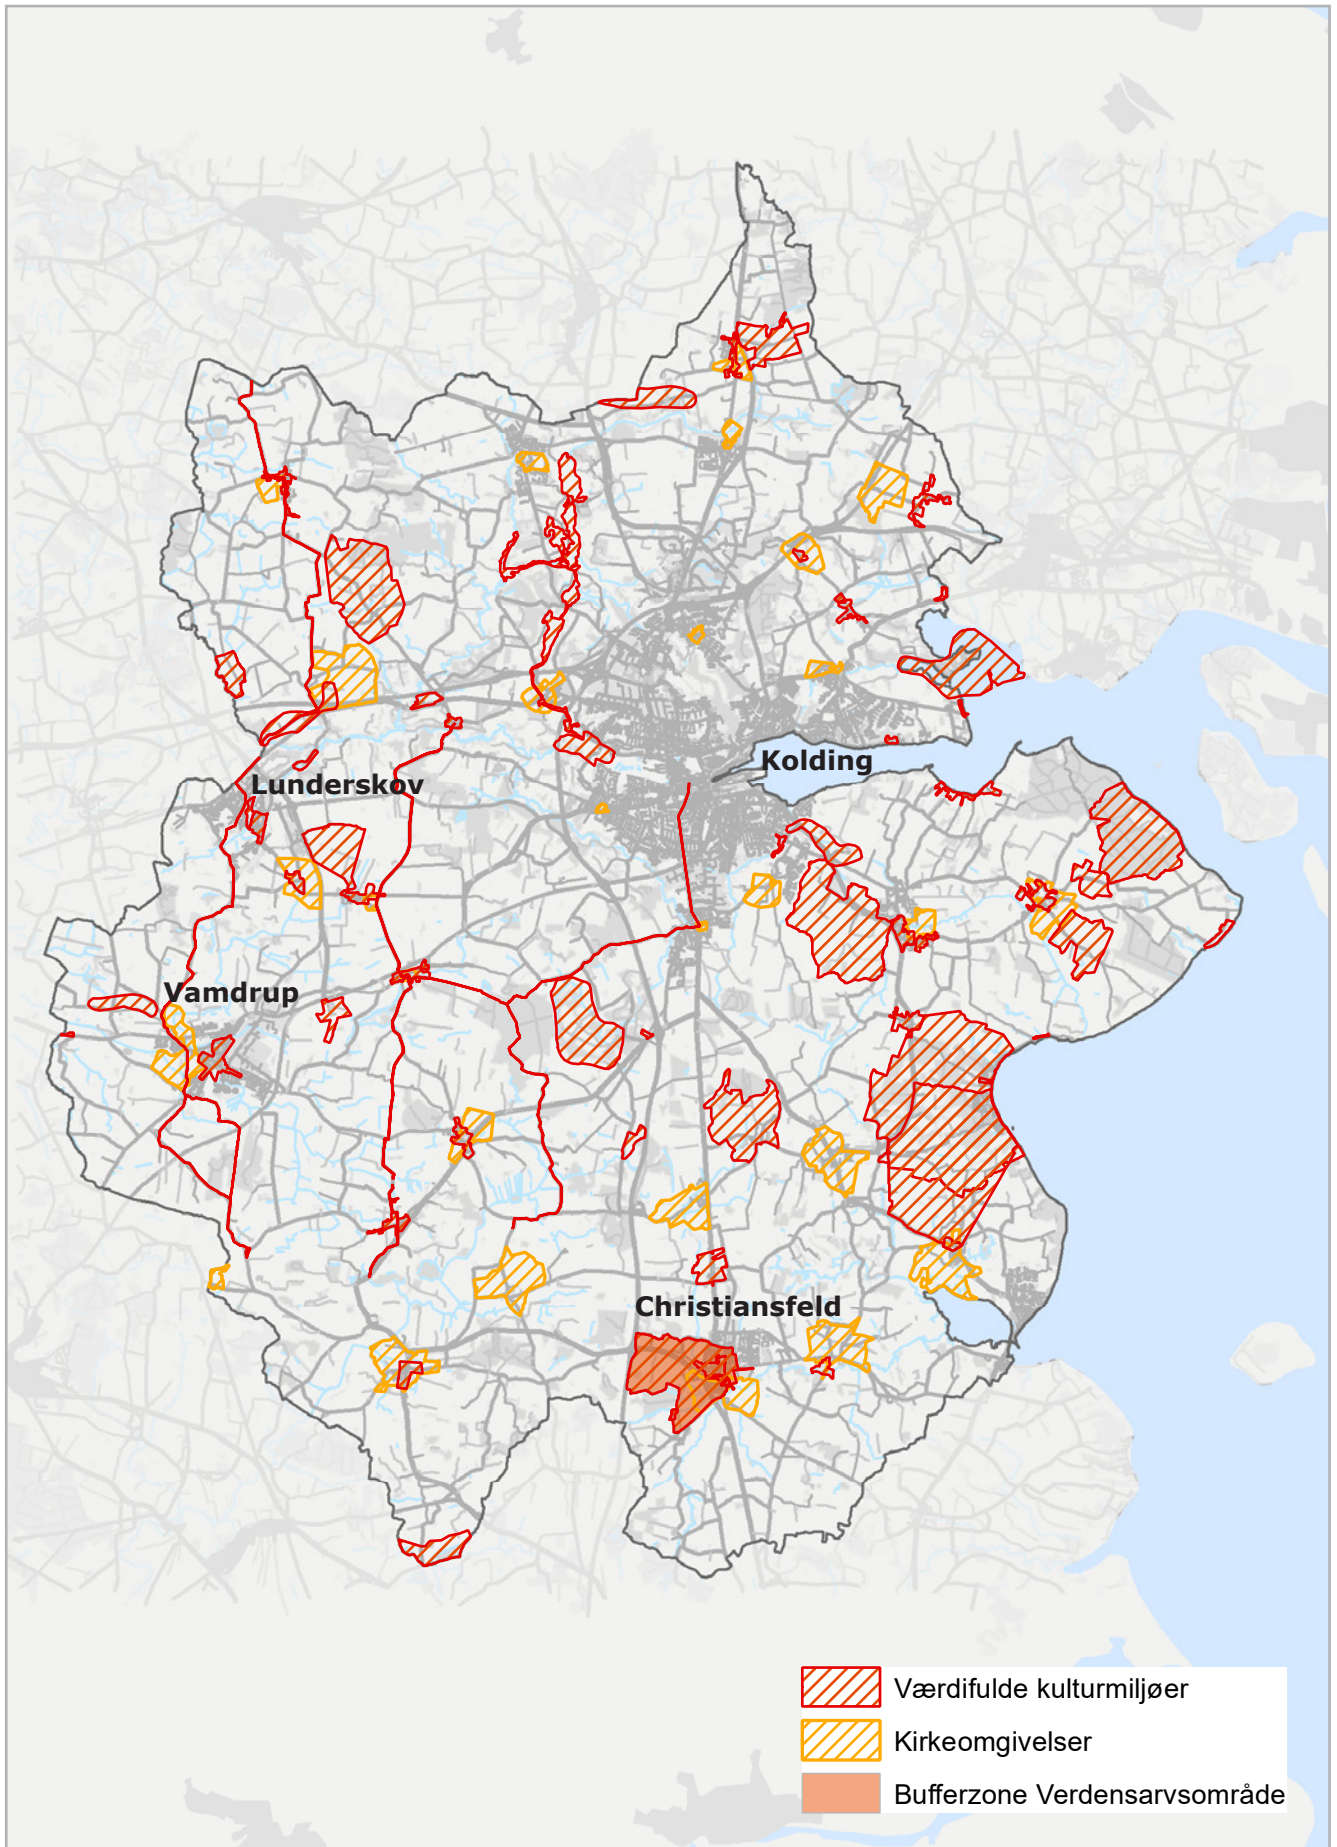 Kolding
Lunderskov
Vamdrup
Christiansfeld
Værdifulde kulturmiljøer
Kirkeomgivelser
Bufferzone Verdensarvsområde